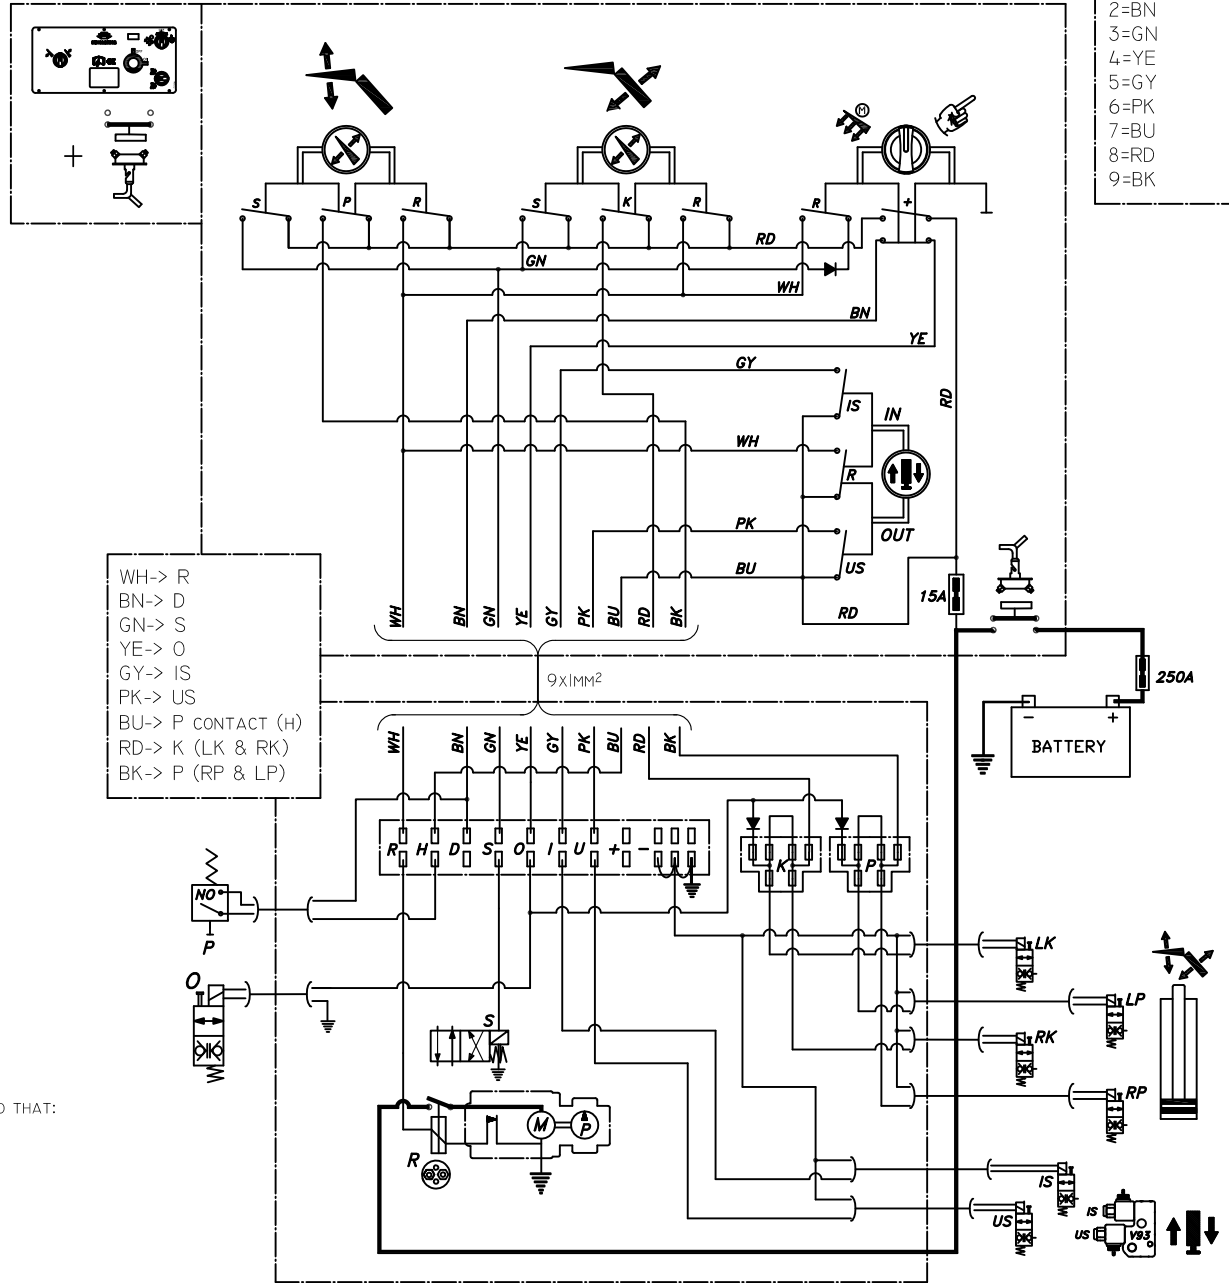 2=BN
3=GN
4=YE
5=GY
6=PK
7=BU
8=RD
9=BK
M
S
P
R
S
K
R
R
+
RD
GN
WH
BN
YE
GY
IS
IN
RD
WH
R
PK
OUT
BU
US
15A
RD
WH
BN
GN
YE
GY
PK
BU
RD
BK
WH-> R
BN-> D
GN-> S
YE-> O
GY-> IS
PK-> US
BU-> P CONTACT (H)
RD-> K (LK & RK)
BK-> P (RP & LP)
9x1MM²
250A
- +
BATTERY
WH
BN
GN
YE
GY
PK
BU
RD
BK
R H D S O I U + -
K
P
NO
P
O
LK
LP
RK
RP
S
D THAT:
M
P
R
IS
US
IS
US
V93